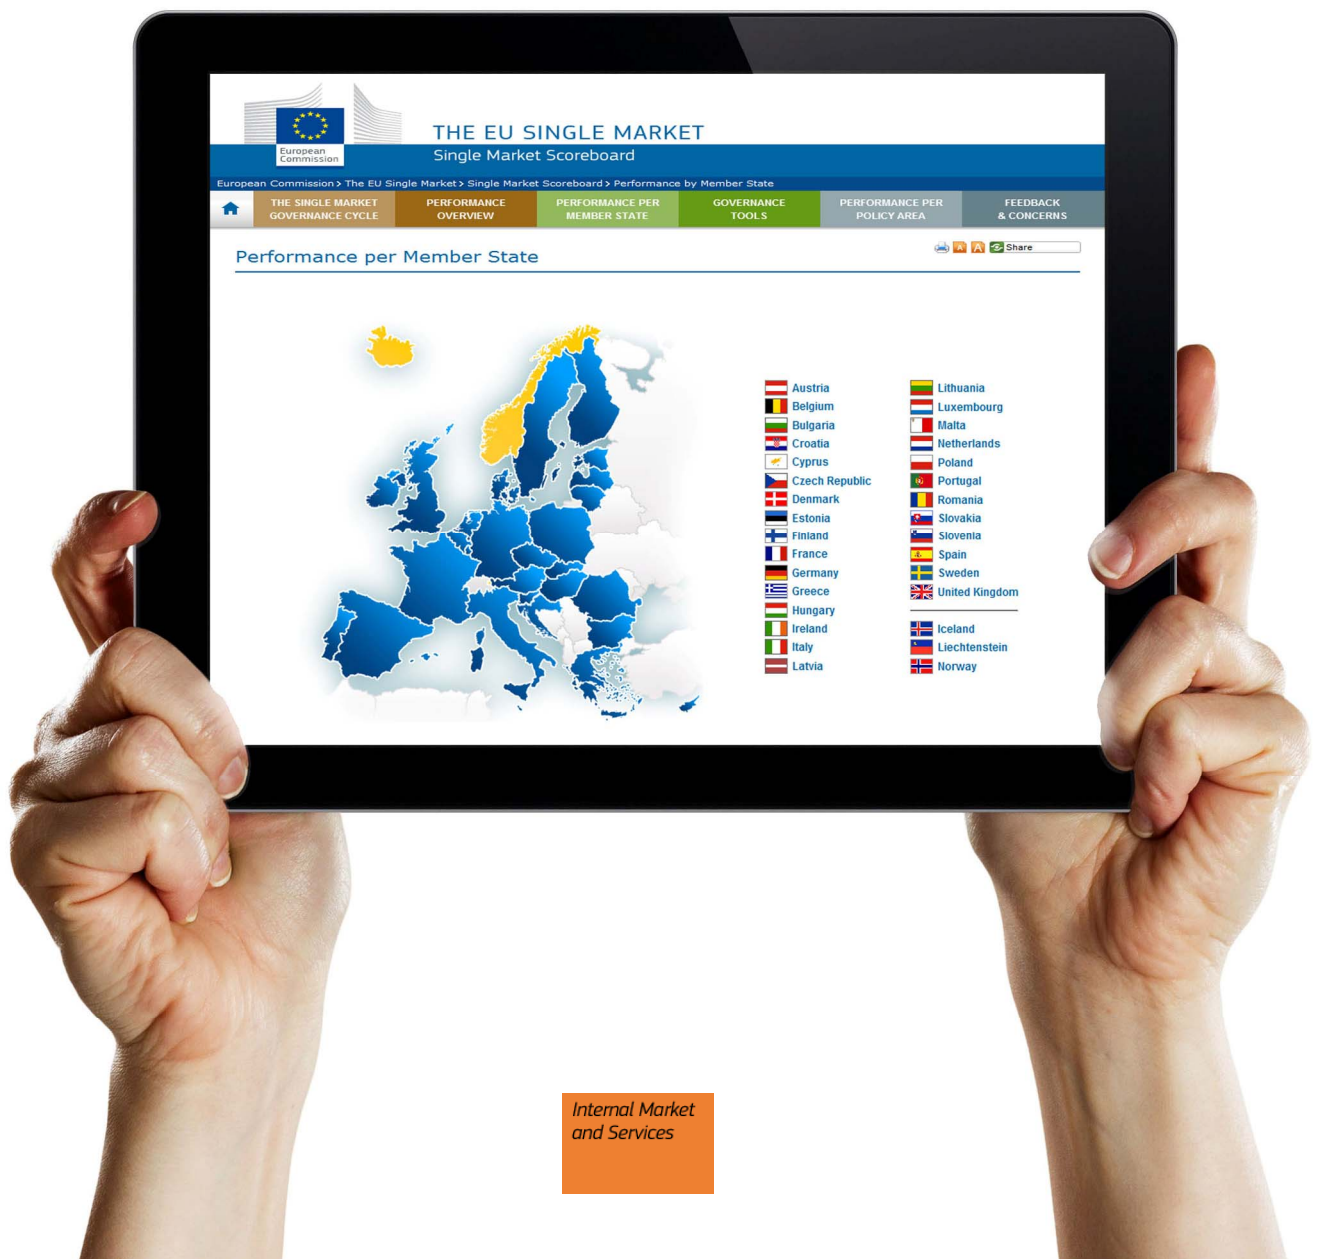 THE EU SINGLE MARKET
European
Commission
Single Market Scoreboard
European Commission > The EU Single Market > Single Market Scoreboard > Performance by Member State
THE SINGLE MARKET
GOVERNANCE CYCLE
PERFORMANCE
OVERVIEW
PERFORMANCE PER
MEMBER STATE
GOVERNANCE
TOOLS
PERFORMANCE PER
POLICY AREA
FEEDBACK
& CONCERNS
Performance per Member State
A A Share
Austria
Belgium
Bulgaria
Croatia
Cyprus
Czech Republic
Denmark
Estonia
Finland
France
Germany
Greece
Hungary
Ireland
Italy
Latvia
Lithuania
Luxembourg
Malta
Netherlands
Poland
Portugal
Romania
Slovakia
Slovenia
Spain
Sweden
United Kingdom
Iceland
Liechtenstein
Norway
Internal Market
and Services